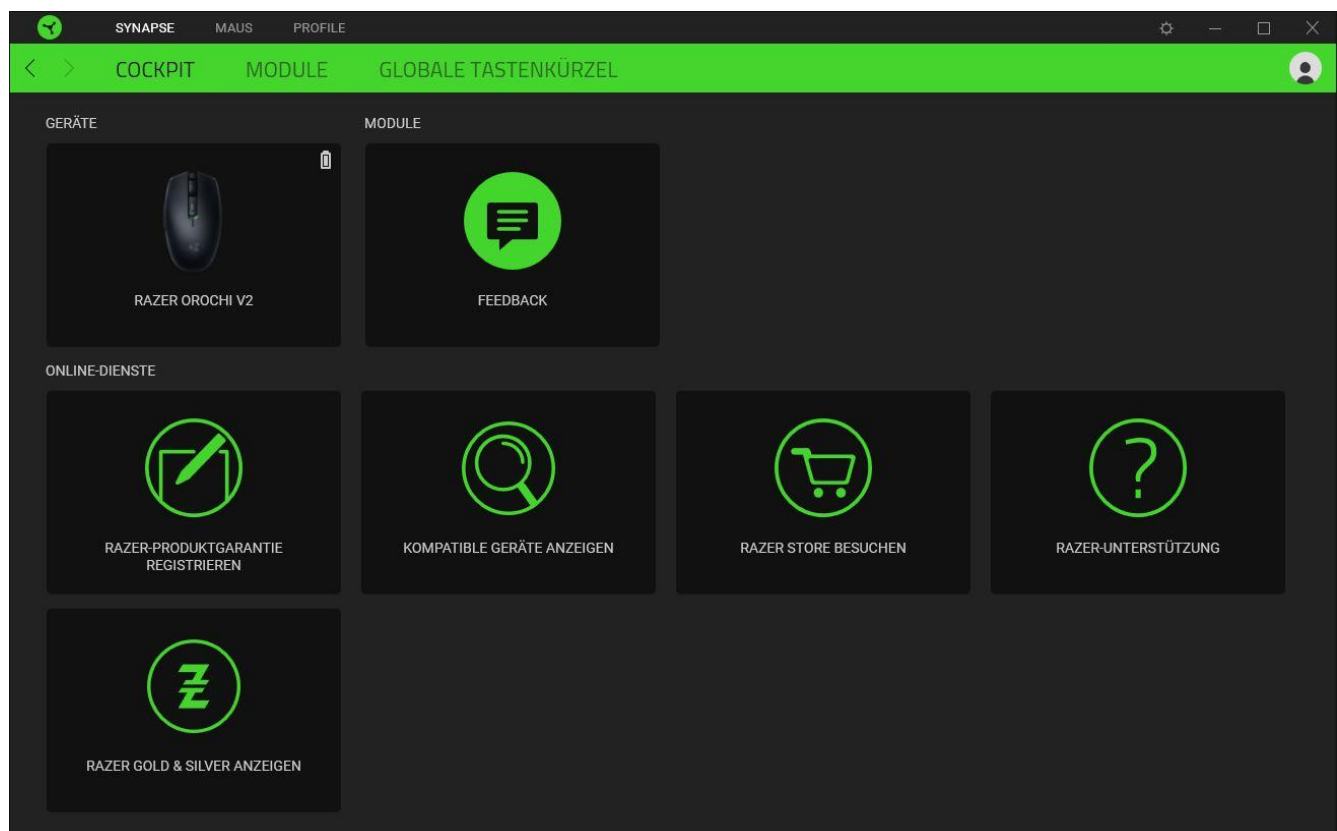 SYNAPSE MAUS PROFILE
COCKPIT MODULE GLOBALE TASTENKÜRZEL
GERÄTE
MODULE
RAZER OROCHI V2
FEEDBACK
ONLINE-DIENSTE
RAZER-PRODUKTGARANTIE
REGISTRIEREN
KOMPATIBLE GERÄTE ANZEIGEN
RAZER STORE BESUCHEN
RAZER-UNTERSTÜTZUNG
RAZER GOLD & SILVER ANZEIGEN